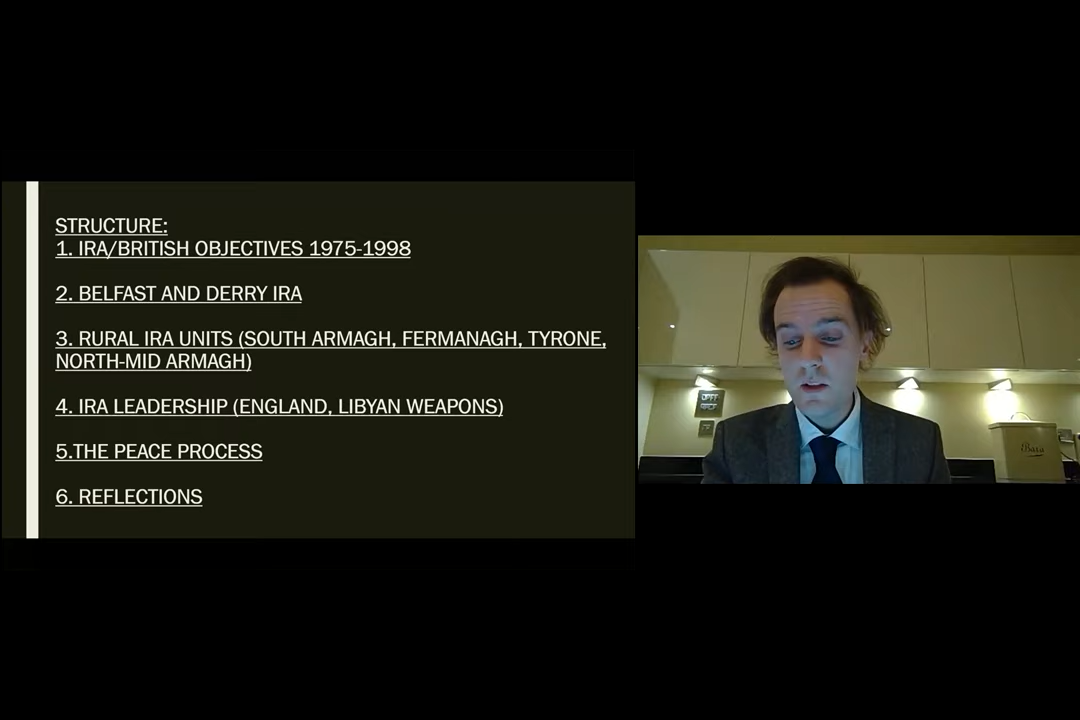 STRUCTURE:
1. IRA/BRITISH OBJECTIVES 1975-1998
2. BELFAST AND DERRY IRA
3. RURAL IRA UNITS (SOUTH ARMAGH, FERMANAGH, TYRONE,
NORTH-MID ARMAGH)
4. IRA LEADERSHIP (ENGLAND, LIBYAN WEAPONS)
5.THE PEACE PROCESS
6. REFLECTIONS